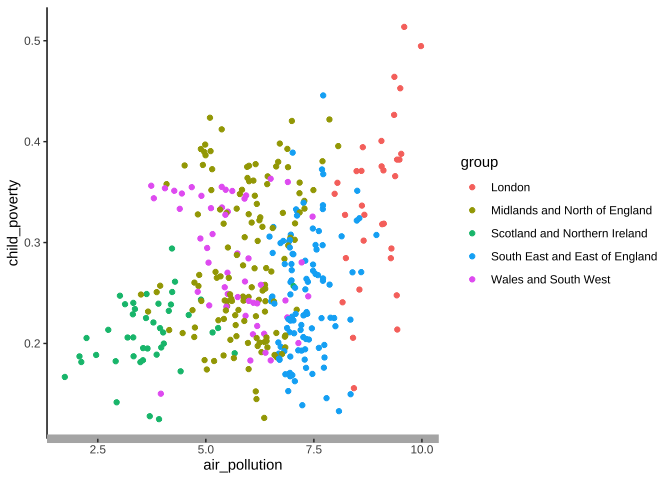 0.5
0.4
0.3
0.2
child_poverty
2.5 5.0 7.5 10.0
air_pollution
group
London
Midlands and North of England
Scotland and Northern Ireland
South East and East of England
Wales and South West